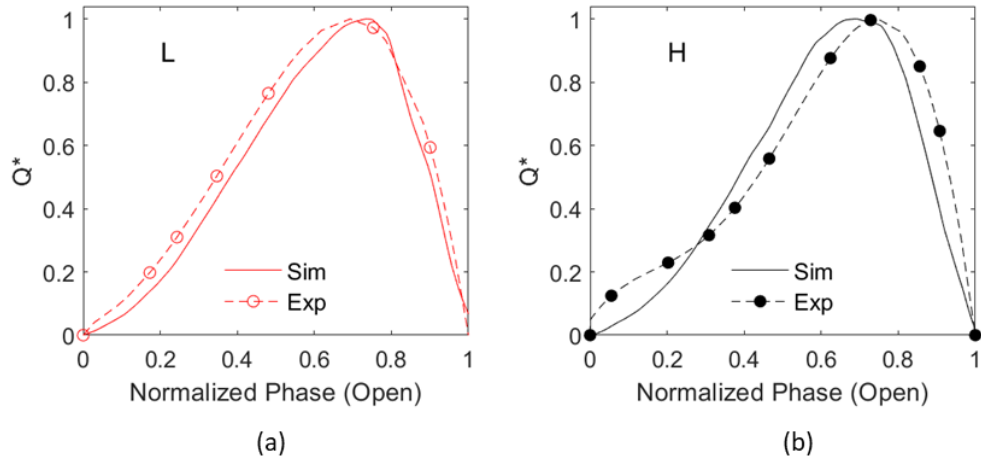 L
Q*
1
0.8
0.6
0.4
0.2
0
Sim
Exp
0 0.2 0.4 0.6 0.8 1
Normalized Phase (Open)
(a)
H
Q*
1
0.8
0.6
0.4
0.2
0
Sim
Exp
0 0.2 0.4 0.6 0.8 1
Normalized Phase (Open)
(b)